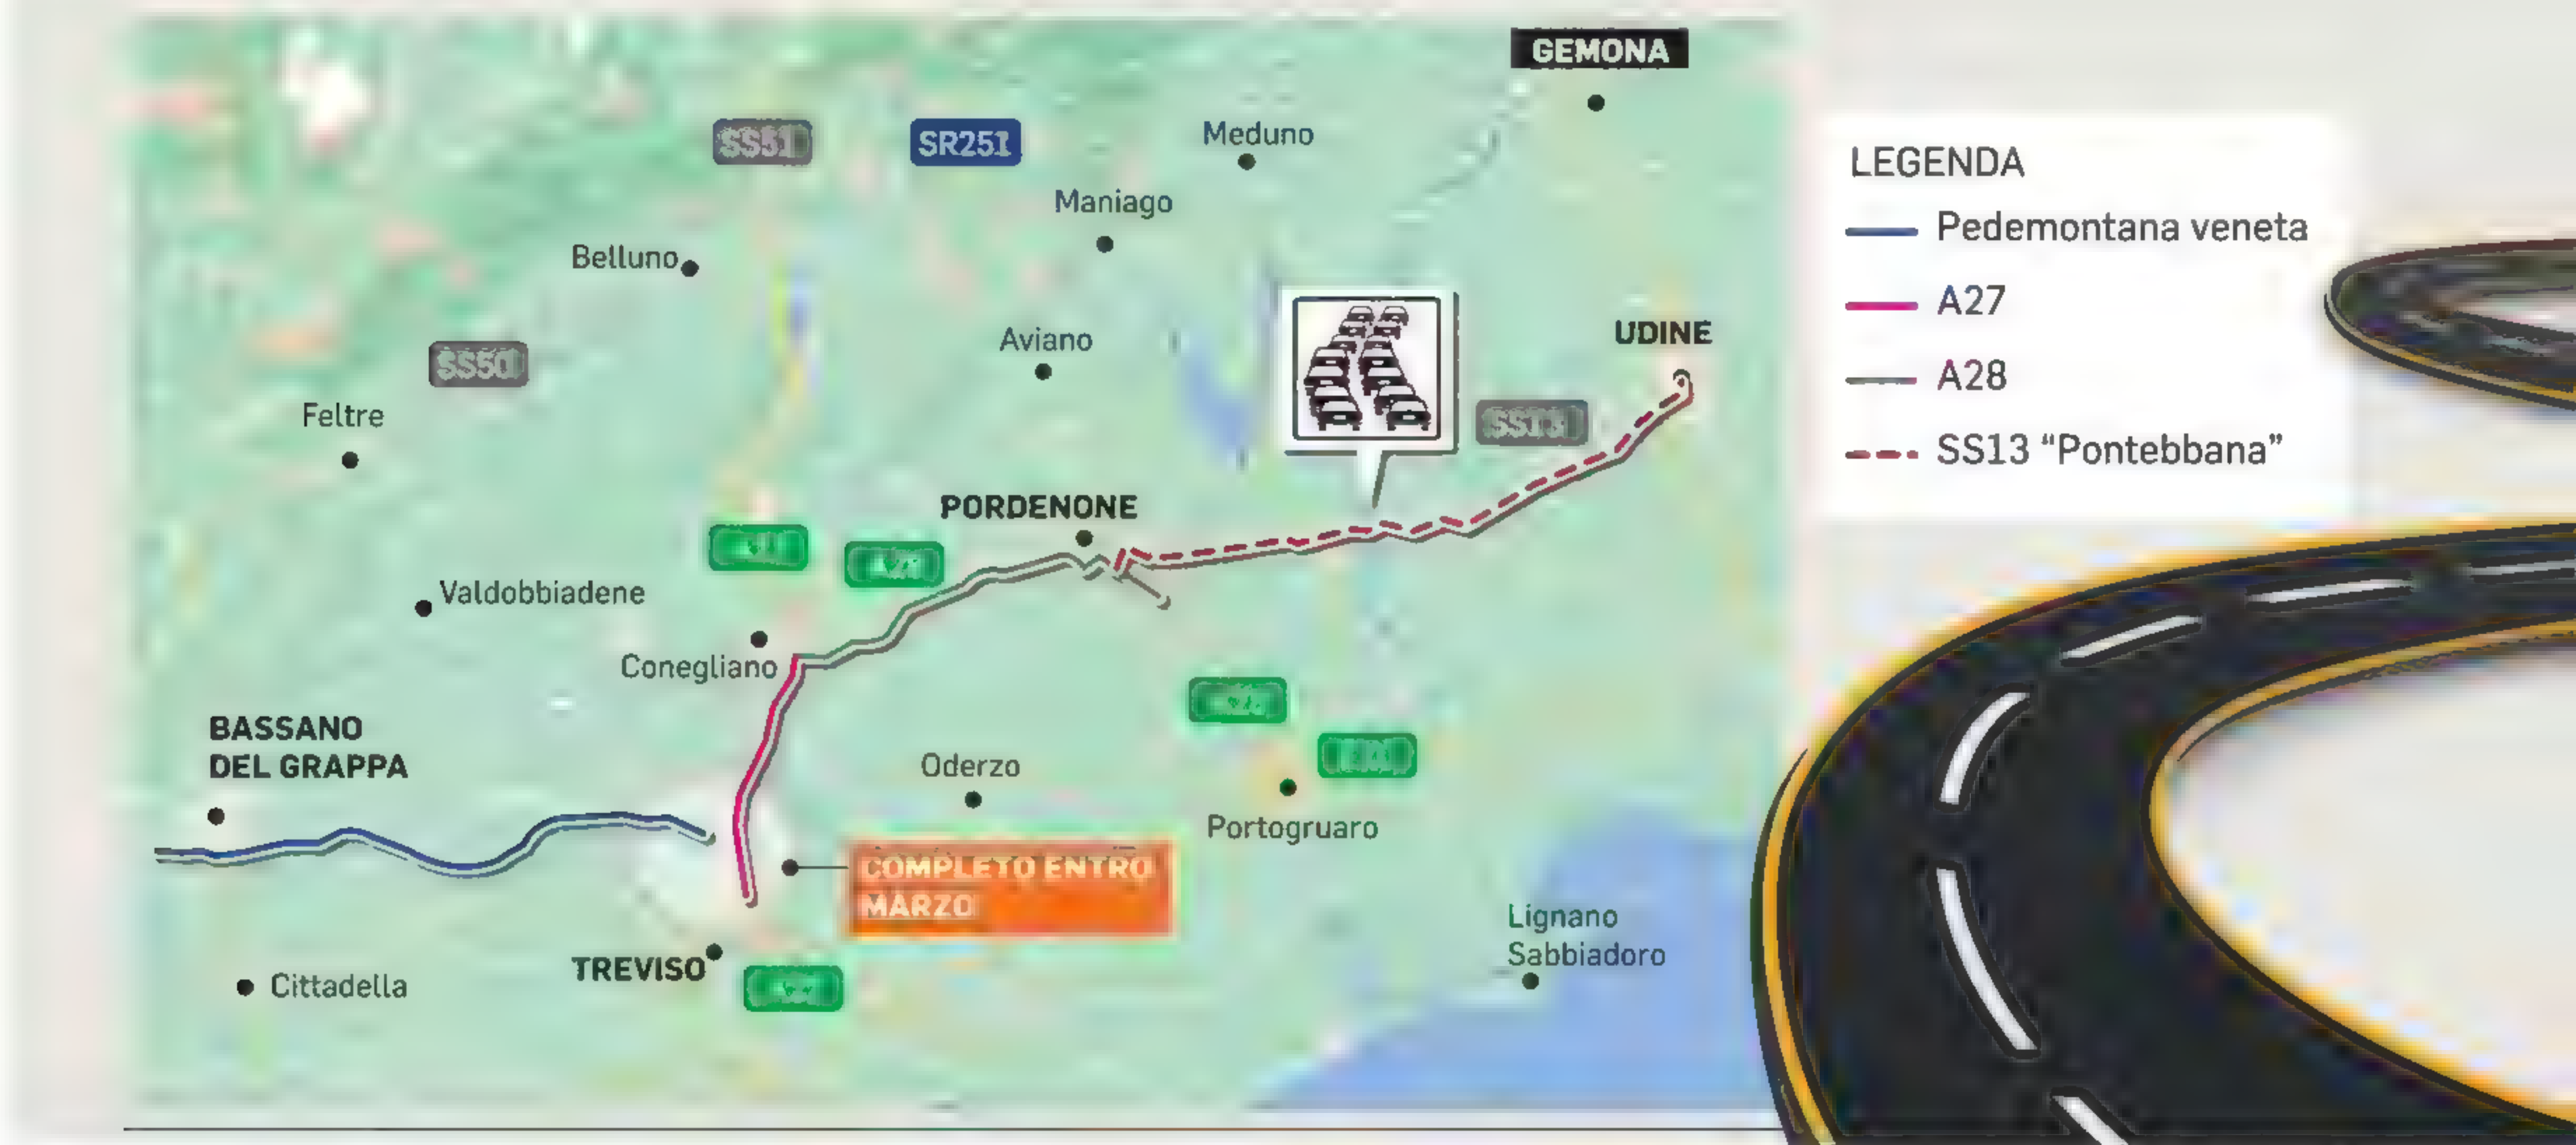 GEMONA
SS51
SR251
Meduno
Maniago
Belluno
Aviano
UDINE
SS50
SS13
Feltre
PORDENONE
Valdobbiadene
Conegliano
BASSANO
DEL GRAPPA
Oderzo
Portogruaro
COMPLETO ENTRO
MARZO
Lignano
Sabbiadoro
TREVISO
Cittadella
LEGENDA
Pedemontana veneta
A27
A28
SS13 “Pontebbana”